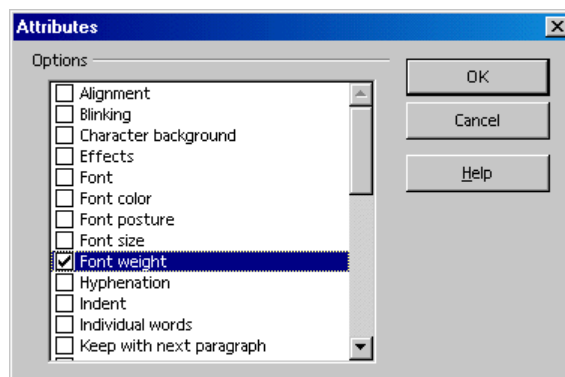 Attributes
Options
Alignment
Blinking
Character background
Effects
Font
Font color
Font posture
Font size
Font weight
Hyphenation
Indent
Individual words
Keep with next paragraph
OK
Cancel
Help